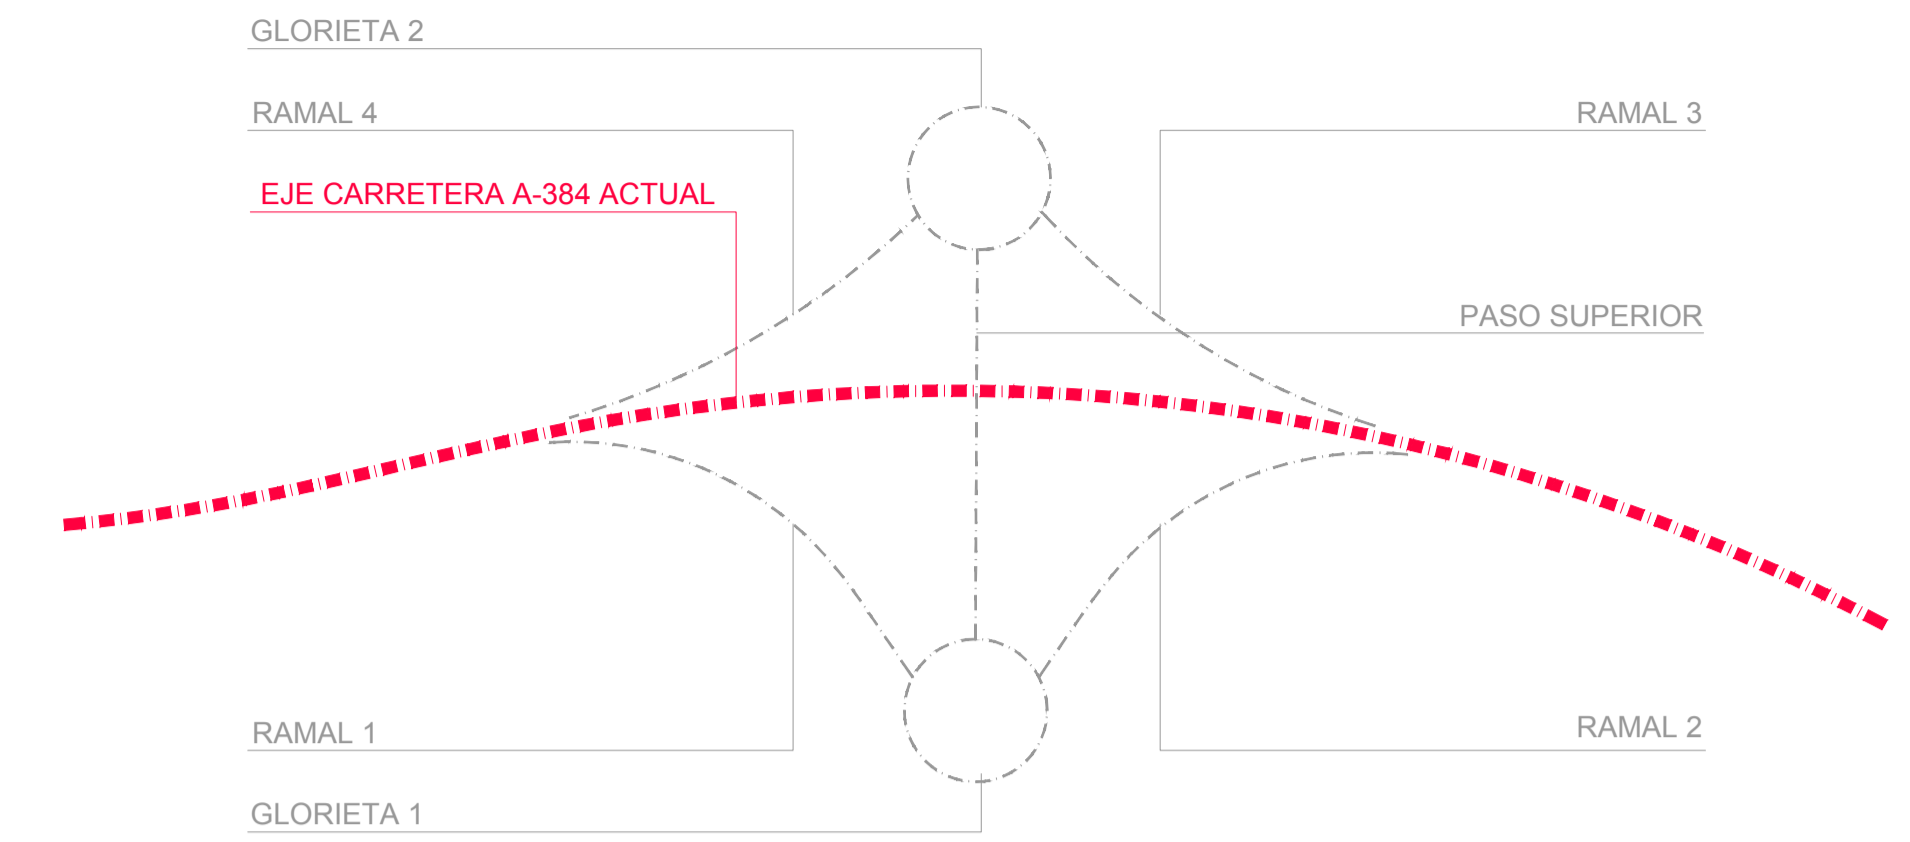 GLORIETA 2
RAMAL 4
RAMAL 3
EJE CARRETERA A-384 ACTUAL
PASO SUPERIOR
RAMAL 1
RAMAL 2
GLORIETA 1